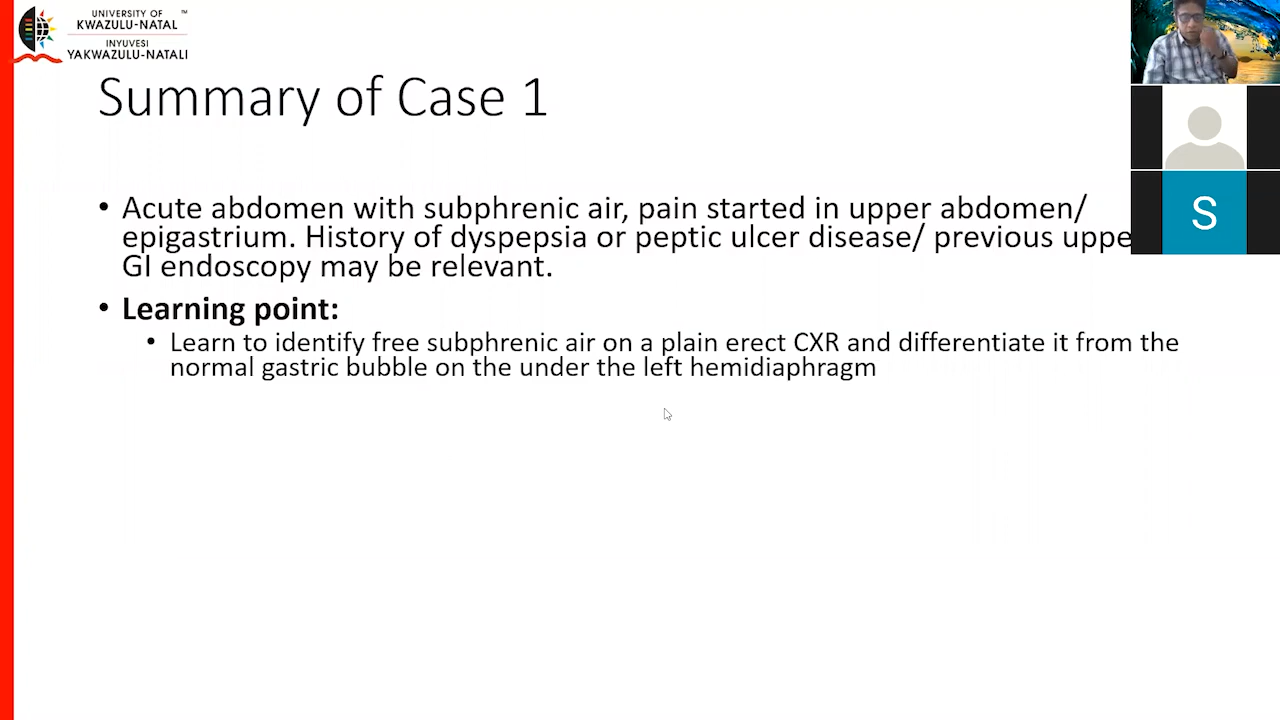 UNIVERSITY OF ™
KWAZULU-NATAL
INYUVESI
YAKWAZULU-NATALI
Summary of Case 1
• Acute abdomen with subphrenic air, pain started in upper abdomen/
epigastrium. History of dyspepsia or peptic ulcer disease/ previous uppe
GI endoscopy may be relevant.
• Learning point:
• Learn to identify free subphrenic air on a plain erect CXR and differentiate it from the
normal gastric bubble on the under the left hemidiaphragm
S